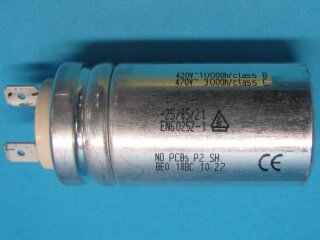 420V~10000h/class B
470V~ 3000h/class C
-25/85/21
EN60252-1
NO PCBs P2 SH
BEO 18BC 10:27
CE